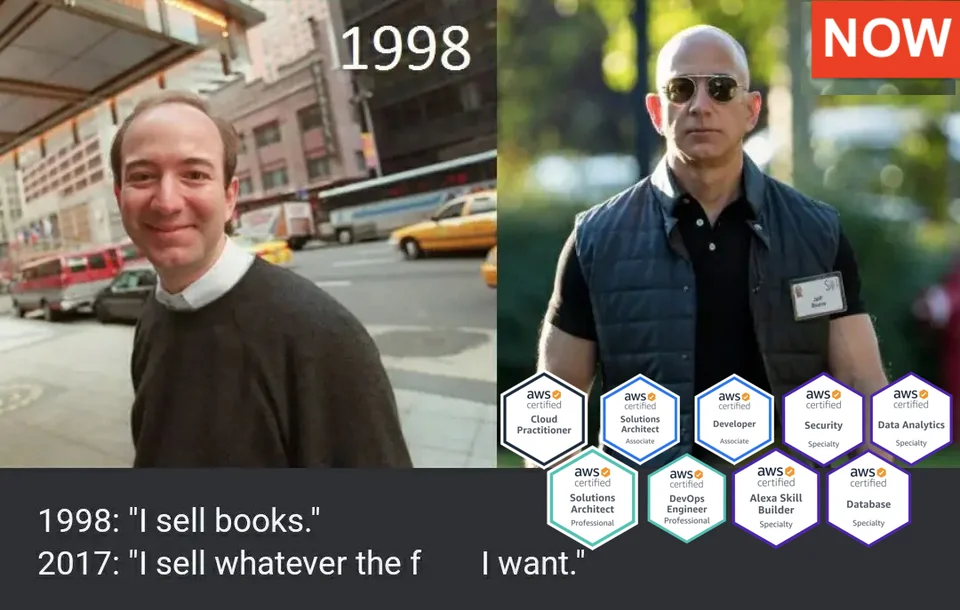 1998
NOW
Jeff
aws
certified
Cloud
Practitioner
aws
certified
Solutions
Architect
Associate
aws
certified
Developer
Associate
aws
certified
Security
Specialty
aws
certified
Data Analytics
Specialty
aws
certified
Solutions
Architect
Professional
aws
certified
DevOps
Engineer
Professional
aws
certified
Alexa Skill
Builder
Specialty
aws
certified
Database
Specialty
1998: "I sell books."
2017: "I sell whatever the f I want."